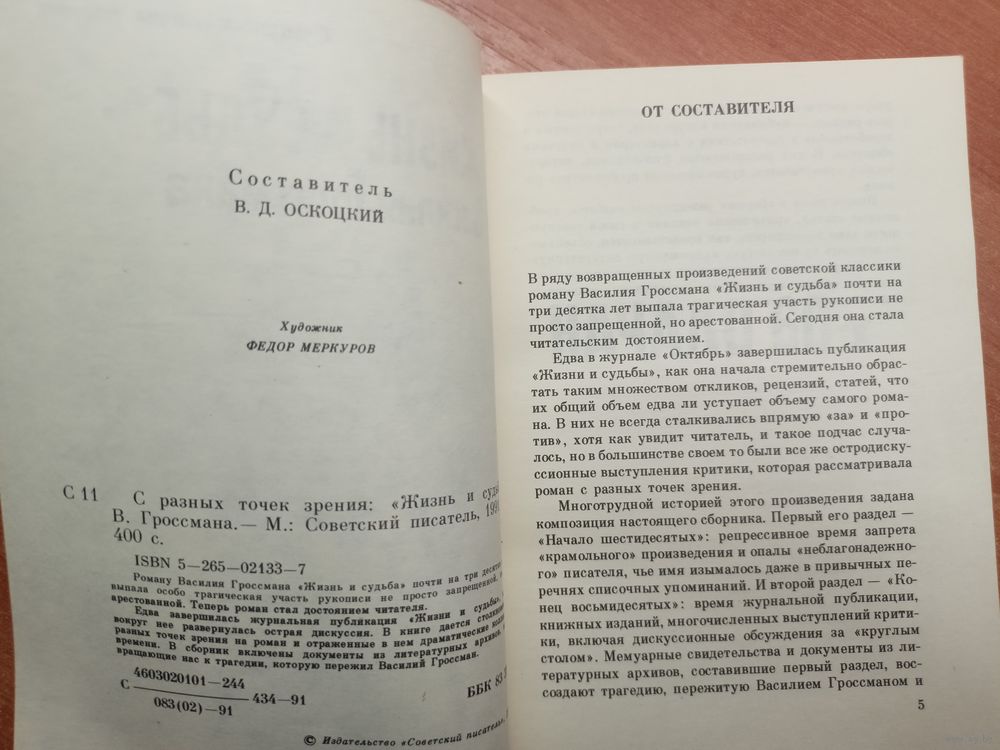 Составитель
В. Д. ОСКОЦКИЙ
Художник
ФЕДОР МЕРКУРОВ
С 11
С разных точек зрения: «Жизнь и
В. Гроссмана.— М.: Советский писатель,
400 с.
ISBN 5—265—02133—7
Роману Василия Гроссмана «Жизнь и судьба» почти на три
выпала особо трагическая участь рукописи не просто запрещенной,
арестованной. Теперь роман стал достоянием читателя.
Едва завершилась журнальная публикация «Жизни и судьбы»,
вокруг нее развернулась острая дискуссия. В книге дается
разных точек зрения на роман и отраженные в нем драматические
времени. В сборник включены документы из литературных архивов,
вращающие нас к трагедии, которую пережил Василий Гроссман.
С 4603020101—244
083(02)—91
434—91
ББК 83
© Издательство «Советский писатель»,
ОТ СОСТАВИТЕЛЯ
В ряду возвращенных произведений советской классики
роману Василия Гроссмана «Жизнь и судьба» почти на
три десятка лет выпала трагическая участь рукописи не
просто запрещенной, но арестованной. Сегодня она стала
читательским достоянием.
Едва в журнале «Октябрь» завершилась публикация
«Жизни и судьбы», как она начала стремительно обрас-
тать таким множеством откликов, рецензий, статей, что
их общий объем едва ли уступает объему самого рома-
на. В них не всегда сталкивались впрямую «за» и «про-
тив», хотя как увидит читатель, и такое подчас случа-
лось, но в большинстве своем то были все же остродискус-
сионные выступления критики, которая рассматривала
роман с разных точек зрения.
Многотрудной историей этого произведения задана
композиция настоящего сборника. Первый его раздел —
«Начало шестидесятых»: репрессивное время запрета
«крамольного» произведения и опалы «неблагонадежно-
го» писателя, чье имя изымалось даже в привычных пе-
речнях списочных упоминаний. И второй раздел — «Ко-
нец восьмидесятых»: время журнальной публикации,
книжных изданий, многочисленных выступлений крити-
ки, включая дискуссионные обсуждения за «круглым
столом». Мемуарные свидетельства и документы из ли-
тературных архивов, составившие первый раздел, вос-
создают трагедию, пережитую Василием Гроссманом и
5